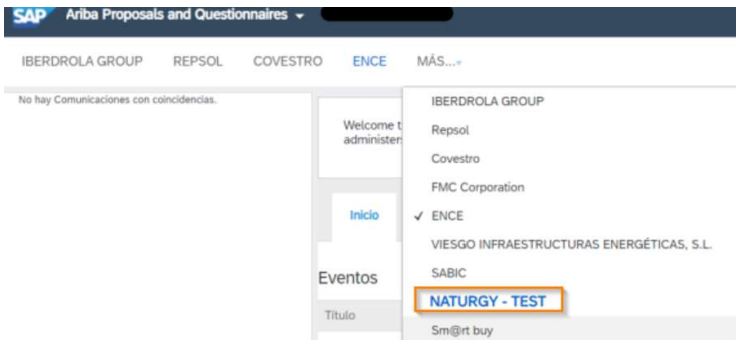 SAP Ariba Proposals and Questionnaires
IBERDROLA GROUP REPSOL COVESTRO ENCE MÁS...
No hay Comunicaciones con coincidencias.
Welcome t
administer
Inicio
Eventos
Título
IBERDROLA GROUP
Repsol
Covestro
FMC Corporation
✓ ENCE
VIESGO INFRAESTRUCTURAS ENERGÉTICAS, S.L.
SABIC
NATURGY - TEST
Sm@rt buy